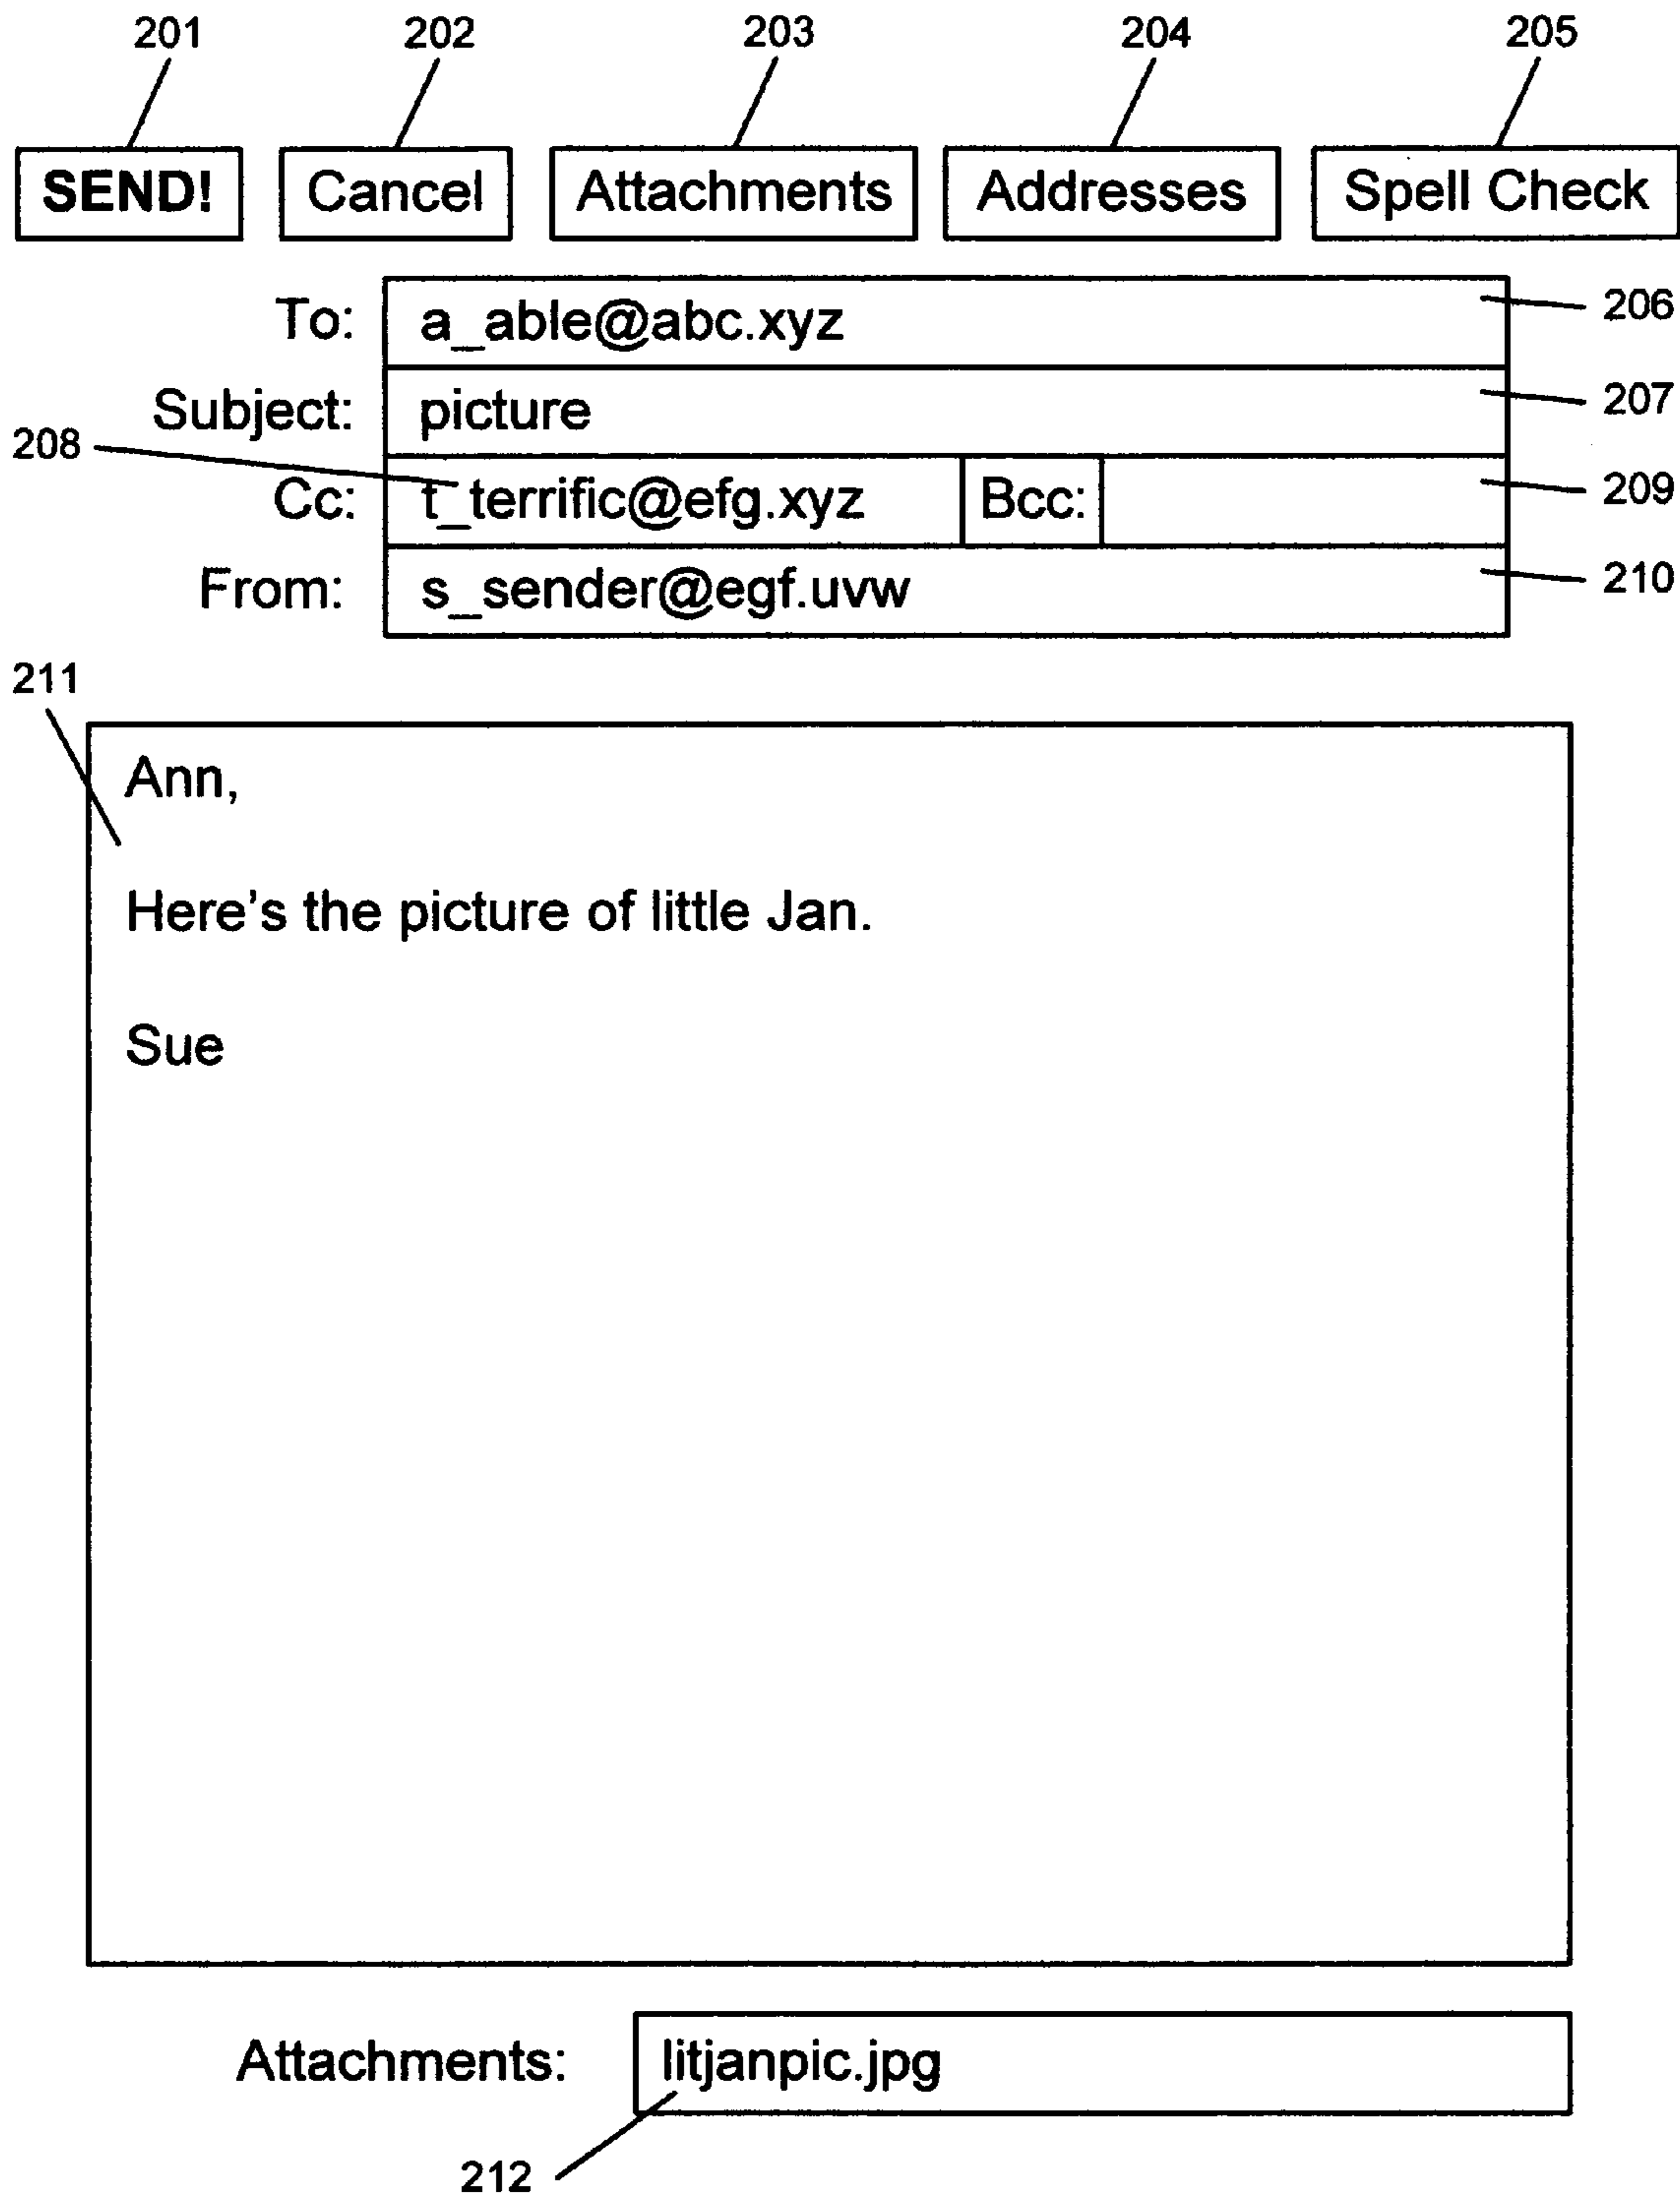 201 202 203 204 205
SEND! Cancel Attachments Addresses Spell Check
To: a_able@abc.xyz 206
Subject: picture 207
208
Cc: t_terrific@efg.xyz Bcc: 209
From: s_sender@egf.uvw 210
211
Ann,
Here's the picture of little Jan.
Sue
Attachments: litjanpic.jpg
212